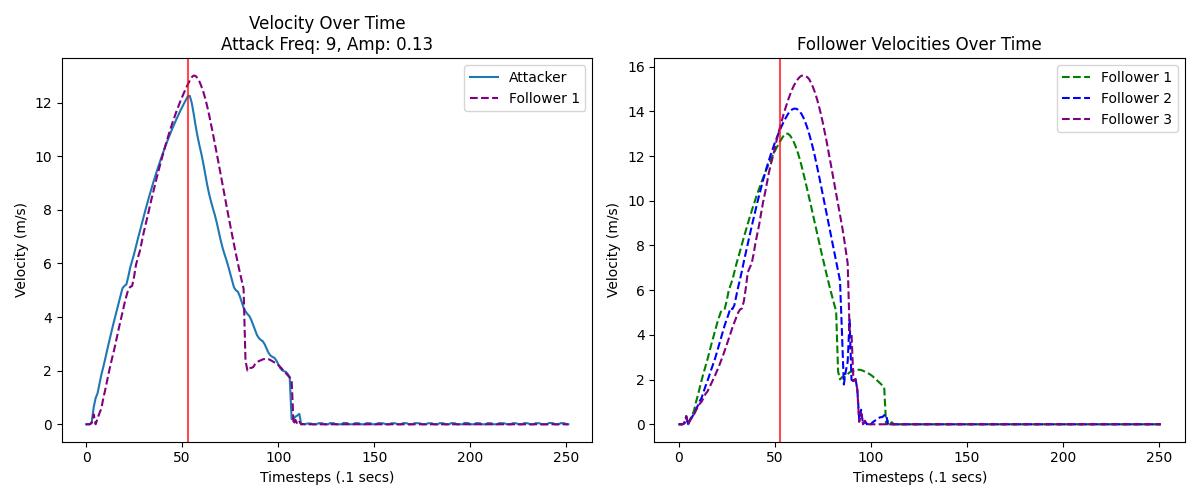 Velocity Over Time
Attack Freq: 9, Amp: 0.13
Velocity (m/s)
12
10
8
6
4
2
0
0
50
100
150
200
250
Timesteps (.1 secs)
Attacker
Follower 1
Follower Velocities Over Time
Velocity (m/s)
16
14
12
10
8
6
4
2
0
0
50
100
150
200
250
Timesteps (.1 secs)
Follower 1
Follower 2
Follower 3